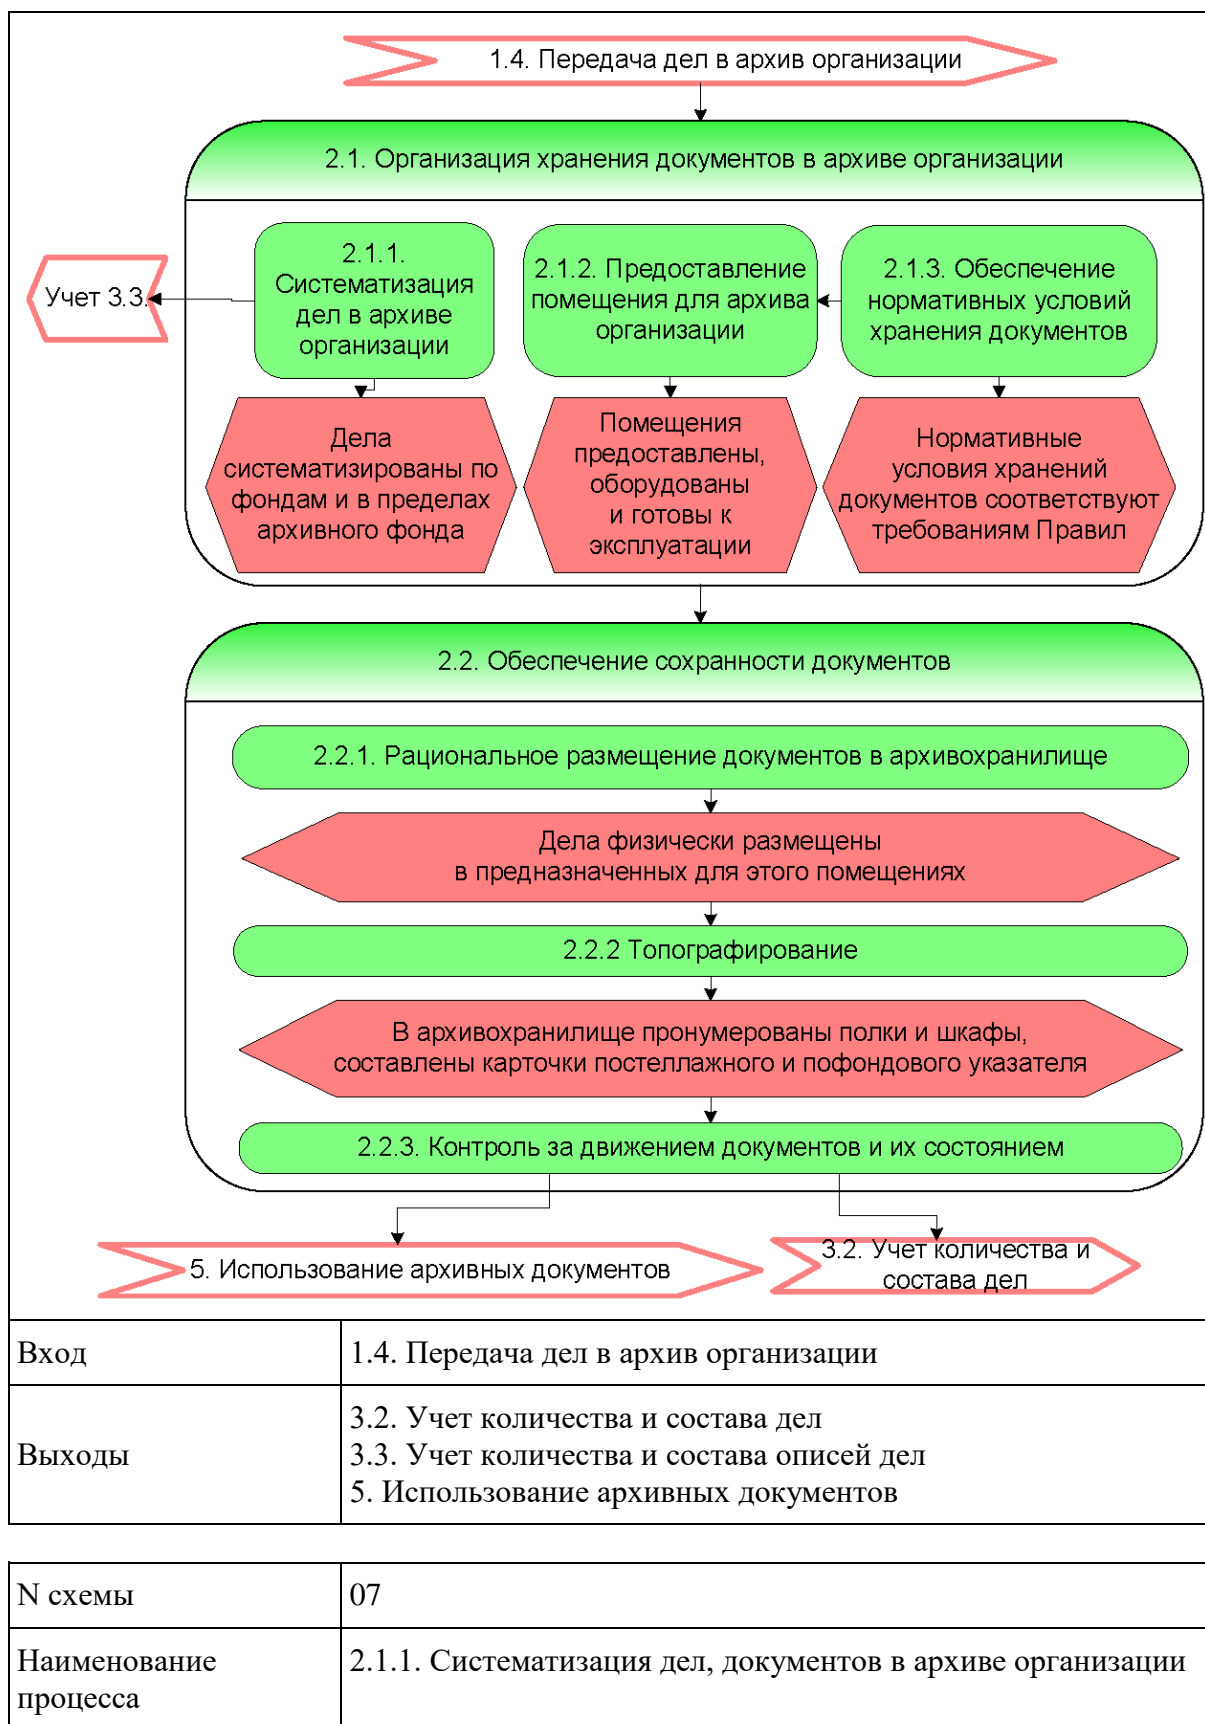 1.4. Передача дел в архив организации
2.1. Организация хранения документов в архиве организации
Учет 3.3.
2.1.1.
Систематизация
дел в архиве
организации
2.1.2. Предоставление
помещения для архива
организации
2.1.3. Обеспечение
нормативных условий
хранения документов
Дела
систематизированы по
фондам и в пределах
архивного фонда
Помещения
предоставлены,
оборудованы
и готовы к
эксплуатации
Нормативные
условия хранений
документов соответствуют
требованиям Правил
2.2. Обеспечение сохранности документов
2.2.1. Рациональное размещение документов в архивохранилище
Дела физически размещены
в предназначенных для этого помещениях
2.2.2 Топографирование
В архивохранилище пронумерованы полки и шкафы,
составлены карточки постеллажного и пофондового указателя
2.2.3. Контроль за движением документов и их состоянием
5. Использование архивных документов
3.2. Учет количества и
состава дел
Вход
1.4. Передача дел в архив организации
Выходы
3.2. Учет количества и состава дел
3.3. Учет количества и состава описей дел
5. Использование архивных документов
N схемы
07
Наименование
процесса
2.1.1. Систематизация дел, документов в архиве организации